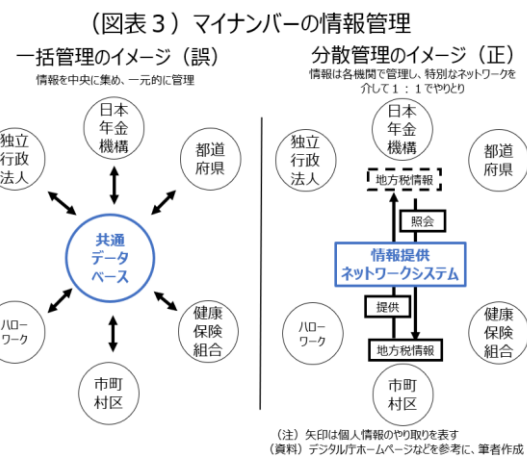 （図表３）マイナンバーの情報管理
一括管理のイメージ（誤）
情報を中央に集め、一元的に管理
日本
年金
機構
独立
行政
法人
都道
府県
共通
データ
ベース
ハロー
ワーク
健康
保険
組合
市町
村区
分散管理のイメージ（正）
情報は各機関で管理し、特別なネットワークを
介して１：１でやりとり
日本
年金
機構
独立
行政
法人
都道
府県
地方税情報
照会
情報提供
ネットワークシステム
提供
地方税情報
ハロー
ワーク
健康
保険
組合
市町
村区
（注）矢印は個人情報のやり取りを表す
（資料）デジタル庁ホームページなどを参考に、筆者作成